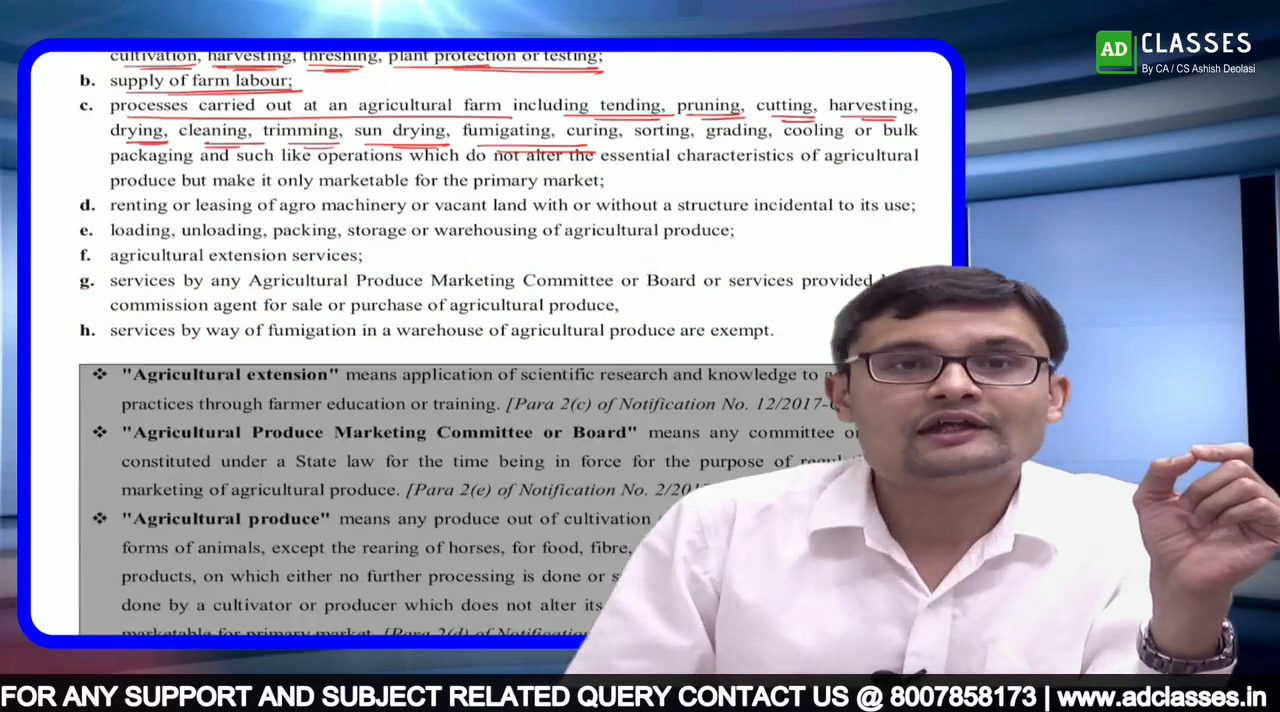 cultivation, harvesting, threshing, plant protection or testing;
b. supply of farm labour;
c. processes carried out at an agricultural farm including tending, pruning, cutting, harvesting,
drying, cleaning, trimming, sun drying, fumigating, curing, sorting, grading, cooling or bulk
packaging and such like operations which do not alter the essential characteristics of agricultural
produce but make it only marketable for the primary market;
d. renting or leasing of agro machinery or vacant land with or without a structure incidental to its use;
e. loading, unloading, packing, storage or warehousing of agricultural produce;
f. agricultural extension services;
g. services by any Agricultural Produce Marketing Committee or Board or services provided
commission agent for sale or purchase of agricultural produce,
h. services by way of fumigation in a warehouse of agricultural produce are exempt.
❖ "Agricultural extension" means application of scientific research and knowledge to
practices through farmer education or training. [Para 2(c) of Notification No. 12/2017-
❖ "Agricultural Produce Marketing Committee or Board" means any committee or
constituted under a State law for the time being in force for the purpose of
marketing of agricultural produce. [Para 2(e) of Notification No. 2/201
❖ "Agricultural produce" means any produce out of cultivation
forms of animals, except the rearing of horses, for food, fibre,
products, on which either no further processing is done or
done by a cultivator or producer which does not alter its
marketable for primary market. [Para 2(d) of Notification
AD CLASSES
By CA / CS Ashish Deolasi
FOR ANY SUPPORT AND SUBJECT RELATED QUERY CONTACT US @ 8007858173 | www.adclasses.in